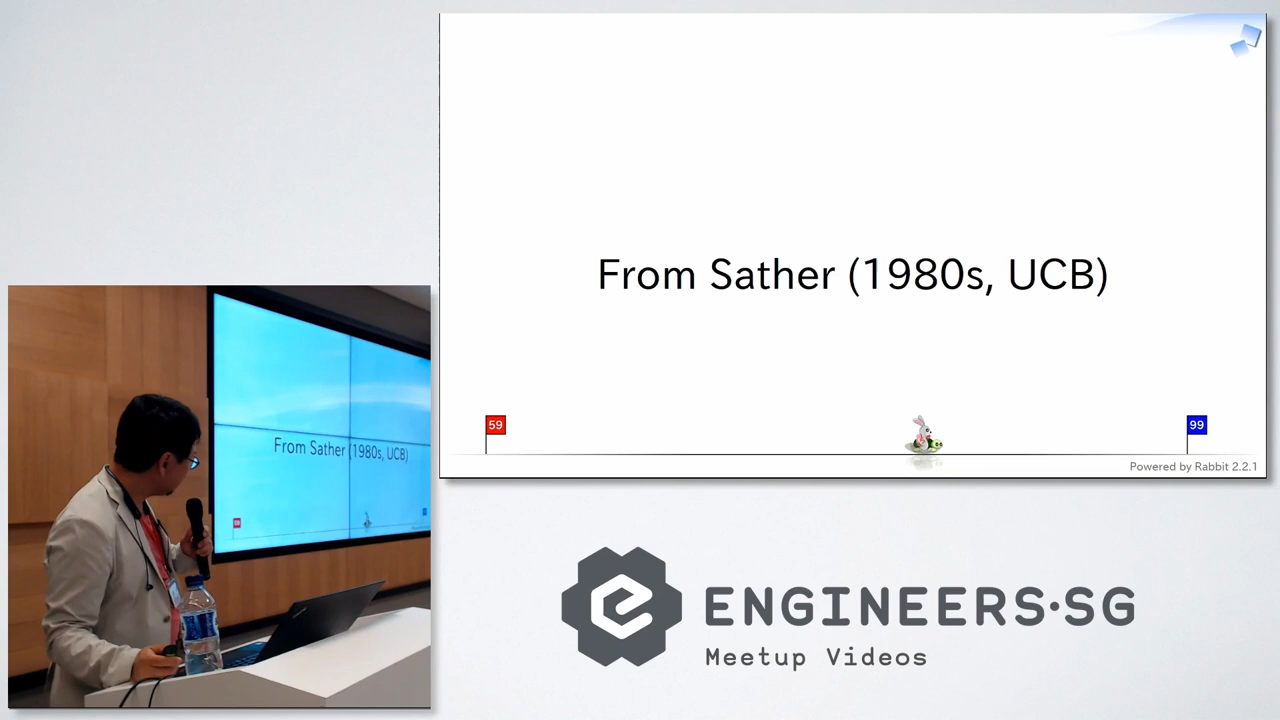 From Sather (1980s, UCB)
59
99
Powered by Rabbit 2.2.1
From Sather (1980s, UCB)
ENGINEERS·SG
Meetup Videos